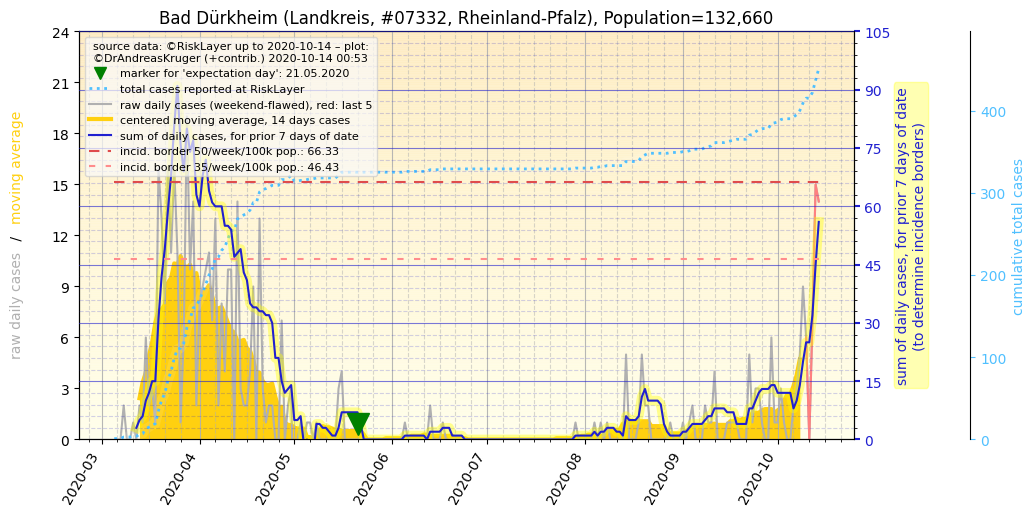 Bad Dürkheim (Landkreis, #07332, Rheinland-Pfalz), Population=132,660
source data: ©RiskLayer up to 2020-10-14 – plot:
©DrAndreasKruger (+contrib.) 2020-10-14 00:53
marker for 'expectation day': 21.05.2020
total cases reported at RiskLayer
raw daily cases (weekend-flawed), red: last 5
centered moving average, 14 days cases
sum of daily cases, for prior 7 days of date
incid. border 50/week/100k pop.: 66.33
incid. border 35/week/100k pop.: 46.43
raw daily cases / moving average
24
21
18
15
12
9
6
3
0
2020-03
2020-04
2020-05
2020-06
2020-07
2020-08
2020-09
2020-10
105
90
75
60
45
30
15
0
sum of daily cases, for prior 7 days of date
(to determine incidence borders)
400
300
200
100
0
cumulative total cases